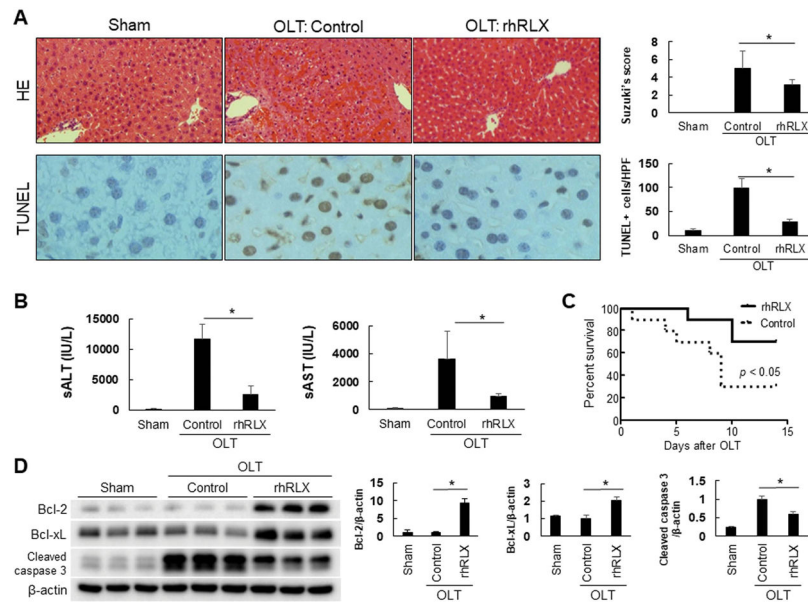 A
Sham
OLT: Control
OLT: rhRLX
HE
TUNEL
Suzuki's score
8
6
4
2
0
*
Sham
Control
rhRLX
OLT
TUNEL+ cells/HPF
150
100
50
0
*
Sham
Control
rhRLX
OLT
B
sALT (IU/L)
15000
10000
5000
0
*
Sham
Control
rhRLX
OLT
sAST (IU/L)
6000
4000
2000
0
*
Sham
Control
rhRLX
OLT
C
rhRLX
Control
Percent survival
100
80
60
40
20
0
p < 0.05
0
5
10
15
Days after OLT
D
OLT
Sham
Control
rhRLX
Bcl-2
Bcl-xL
Cleaved
caspase 3
β-actin
Bcl-2/β-actin
15
10
5
0
*
Sham
Control
rhRLX
OLT
Bcl-xL/β-actin
3
2
1
0
*
Sham
Control
rhRLX
OLT
Cleaved caspase 3
/β-actin
1.5
1
0.5
0
*
Sham
Control
rhRLX
OLT